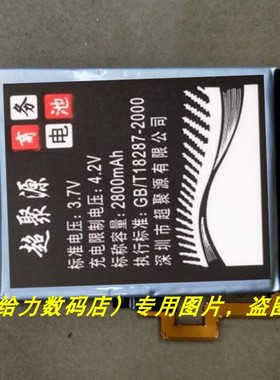 商务电池
超聚源
标准电压: 3.7V
充电限制电压: 4.2V
标称容量: 2800mAh
执行标准: GB/T18287-2000
深圳市超聚源有限公司
给力数码店）专用图片，盗图